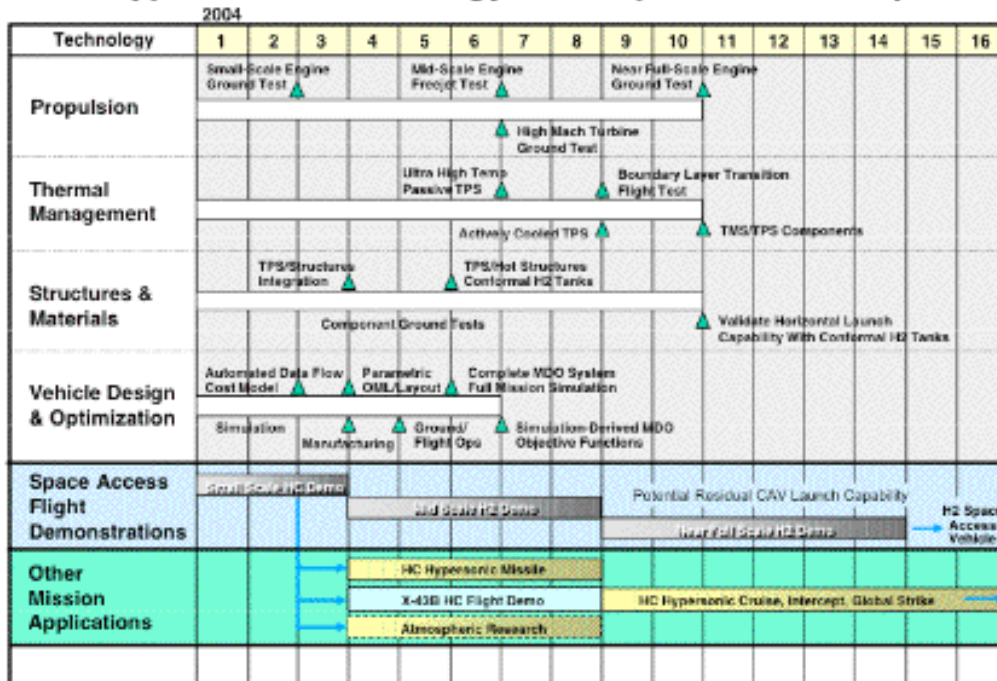 2004
Technology 1 2 3 4 5 6 7 8 9 10 11 12 13 14 15 16
Propulsion
Small-Scale Engine
Ground Test
Mid-Scale Engine
Freejet Test
Near Full-Scale Engine
Ground Test
High Mach Turbine
Ground Test
Thermal
Management
Ultra High Temp
Passive TPS
Boundary Layer Transition
Flight Test
Actively Cooled TPS
TMS/TPS Components
Structures &
Materials
TPS/Structures
Integration
TPS/Hot Structures
Conformal H2 Tanks
Component Ground Tests
Validate Horizontal Launch
Capability With Conformal H2 Tanks
Vehicle Design
& Optimization
Automated Data Flow
Cost Model
Parametric
OML/Layout
Complete MDO System
Full Mission Simulation
Simulation
Manufacturing
Ground/
Flight Ops
Simulation-Derived MDO
Objective Functions
Space Access
Flight
Demonstrations
Small Scale HC Demo
Mid Scale H2 Demo
Potential Residual CAV Launch Capability
Near Full Scale H2 Demo
H2 Space
Access
Vehicle
Other
Mission
Applications
HC Hypersonic Missile
X-43B HC Flight Demo
HC Hypersonic Cruise, Intercept, Global Strike
Atmospheric Research